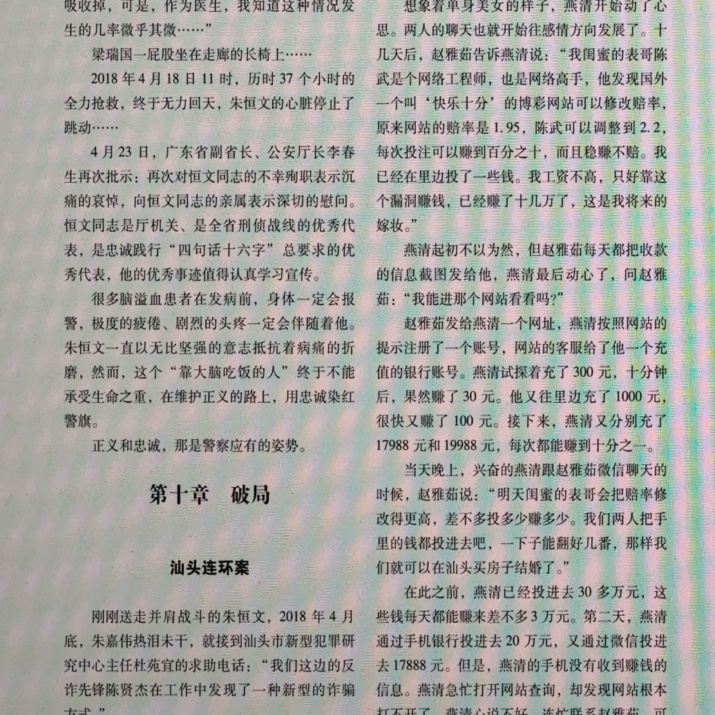 吸收掉，可是，作为医生，我知道这种情况发
生的几率微乎其微……”
梁瑞国一屁股坐在走廊的长椅上……
2018 年 4 月 18 日 11 时，历时 37 个小时的
全力抢救，终于无力回天，朱恒文的心脏停止了
跳动……
4 月 23 日，广东省副省长、公安厅长李春
生再次批示：再次对恒文同志的不幸殉职表示沉
痛的哀悼，向恒文同志的亲属表示深切的慰问。
恒文同志是厅机关、是全省刑侦战线的优秀代
表，是忠诚践行“四句话十六字”总要求的优
秀代表，他的优秀事迹值得认真学习宣传。
很多脑溢血患者在发病前，身体一定会报
警，极度的疲倦、剧烈的头疼一定会伴随着他。
朱恒文一直以无比坚强的意志抵抗着病痛的折
磨，然而，这个“靠大脑吃饭的人”终于不能
承受生命之重，在维护正义的路上，用忠诚染红
警旗。
正义和忠诚，那是警察应有的姿势。
第十章　破局
汕头连环案
刚刚送走并肩战斗的朱恒文，2018 年 4 月
底，朱嘉伟热泪未干，就接到汕头市新型犯罪研
究中心主任杜苑宜的求助电话：“我们这边的反
诈先锋陈贤杰在工作中发现了一种新型的诈骗
方式。”
想象着单身美女的样子，燕清开始动了心
思。两人的聊天也就开始往感情方向发展了。十
几天后，赵雅茹告诉燕清说：“我闺蜜的表哥陈
武是个网络工程师，也是网络高手，他发现国外
一个叫‘快乐十分’的博彩网站可以修改赔率，
原来网站的赔率是 1.95，陈武可以调整到 2.2，
每次投注可以赚到百分之十，而且稳赚不赔。我
已经在里边投了一些钱。我工资不高，只好靠这
个漏洞赚钱，已经赚了十几万了，这是我将来的
嫁妆。”
燕清起初不以为然，但赵雅茹每天都把收款
的信息截图发给他，燕清最后动心了，问赵雅
茹：“我能进那个网站看看吗?”
赵雅茹发给燕清一个网址，燕清按照网站的
提示注册了一个账号，网站的客服给了他一个充
值的银行账号。燕清试探着充了 300 元，十分钟
后，果然赚了 30 元。他又往里边充了 1000 元，
很快又赚了 100 元。接下来，燕清又分别充了
17988 元和 19988 元，每次都能赚到十分之一。
当天晚上，兴奋的燕清跟赵雅茹微信聊天的
时候，赵雅茹说：“明天闺蜜的表哥会把赔率修
改得更高，差不多投多少赚多少。我们两人把手
里的钱都投进去吧，一下子能翻好几番，那样我
们就可以在汕头买房子结婚了。”
在此之前，燕清已经投进去 30 多万元，这
些钱每天都能赚来差不多 3 万元。第二天，燕清
通过手机银行投进去 20 万元，又通过微信投进
去 17888 元。但是，燕清的手机没有收到赚钱的
信息。燕清急忙打开网站查询，却发现网站根本
打不开了。燕清心说不好，连忙联系赵雅茹，可